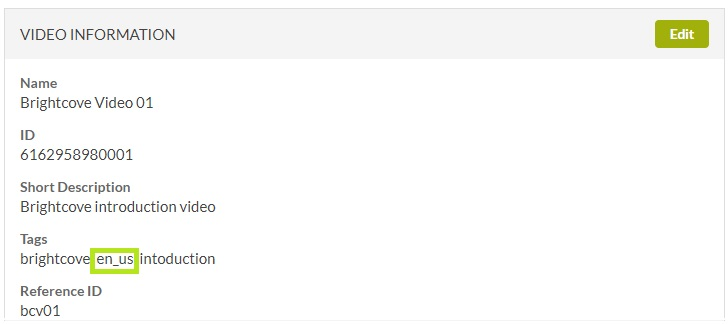 VIDEO INFORMATION
Edit
Name
Brightcove Video 01
ID
6162958980001
Short Description
Brightcove introduction video
Tags
brightcove en_us intoduction
Reference ID
bcv01